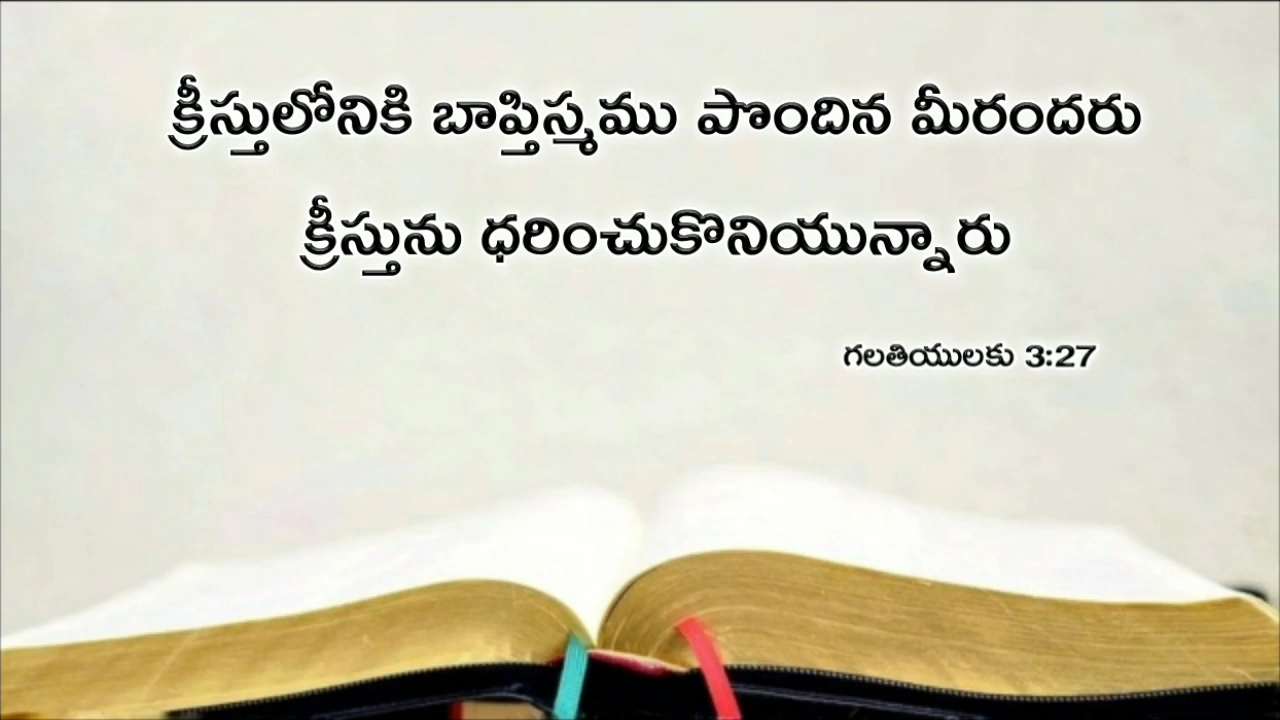 క్రీస్తులోనికి బాప్తిస్మము పొందిన మీరందరు
క్రీస్తును ధరించుకొనియున్నారు
గలతియులకు 3:27